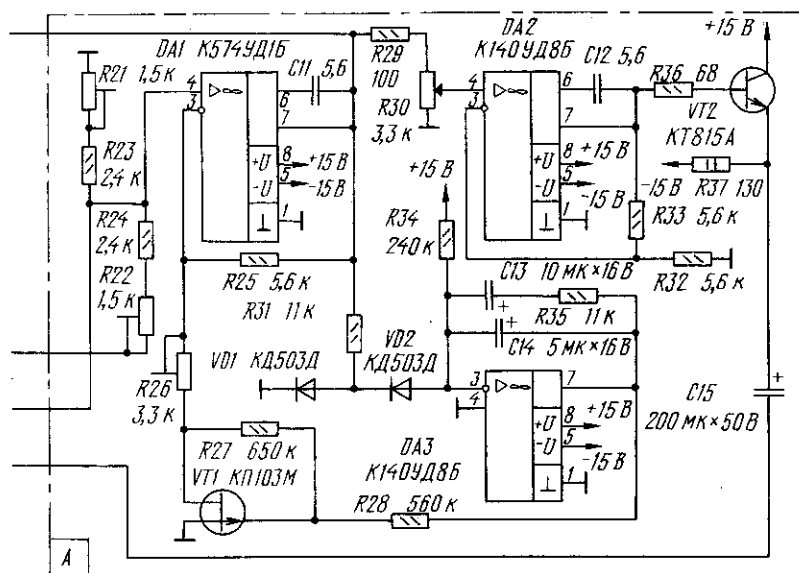 DA1 К574УД1Б
R21
1,5 к
4
3
▷∞
6
7
+U
8
+15 В
-U
5
-15 В
1
C11
5,6
R29
100
R30
3,3 к
DA2
К140УД8Б
4
3
▷∞
6
7
+U
8
+15 В
-U
5
-15 В
1
C12 5,6
R36
68
+15 В
VT2
КТ815А
-15 В
R37 130
R33
5,6 к
R32 5,6 к
R23
2,4 к
R24
2,4 к
R22
1,5 к
+15 В
R34
240 к
R25 5,6 к
R31 11 к
C13 10 мк×16 В
+
R35 11 к
+
C14 5 мк×16 В
VD1 КД503Д
VD2
КД503Д
3
4
▷∞
7
+U
8
+15 В
-U
5
-15 В
1
+
C15
200 мк×50 В
R26
3,3 к
R27 650 к
VT1 КП103М
DA3
К140УД8Б
R28 560 к
А